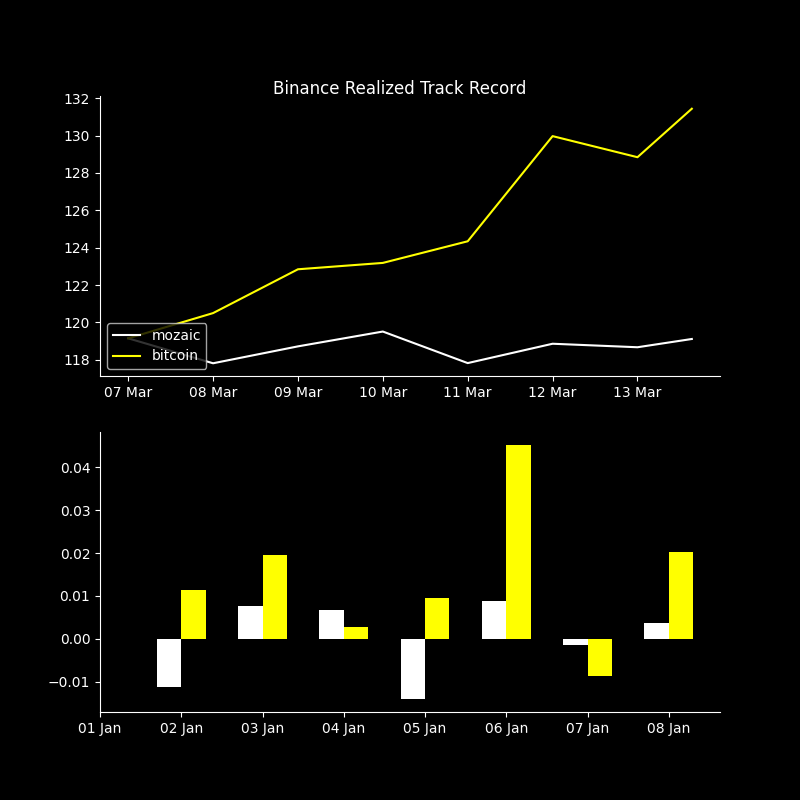 Binance Realized Track Record
132
130
128
126
124
122
120
118
mozaic
bitcoin
07 Mar 08 Mar 09 Mar 10 Mar 11 Mar 12 Mar 13 Mar
0.04
0.03
0.02
0.01
0.00
−0.01
01 Jan 02 Jan 03 Jan 04 Jan 05 Jan 06 Jan 07 Jan 08 Jan